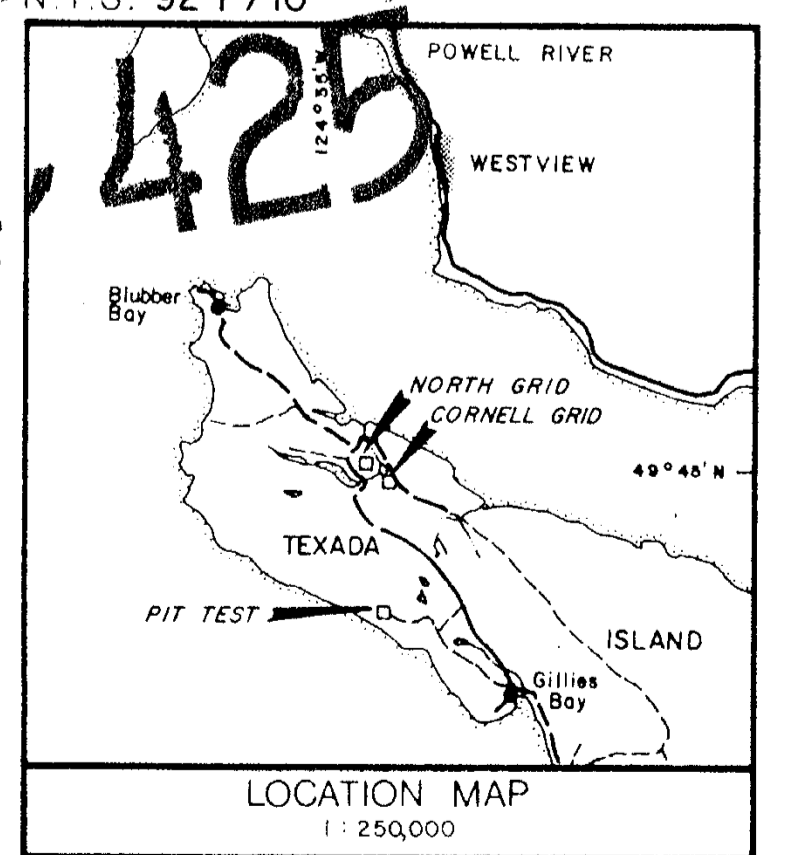 425
124°35'W
POWELL RIVER
WESTVIEW
Blubber
Bay
NORTH GRID
CORNELL GRID
49°45'N
TEXADA
PIT TEST
ISLAND
Gillies
Bay
LOCATION MAP
1 : 250,000